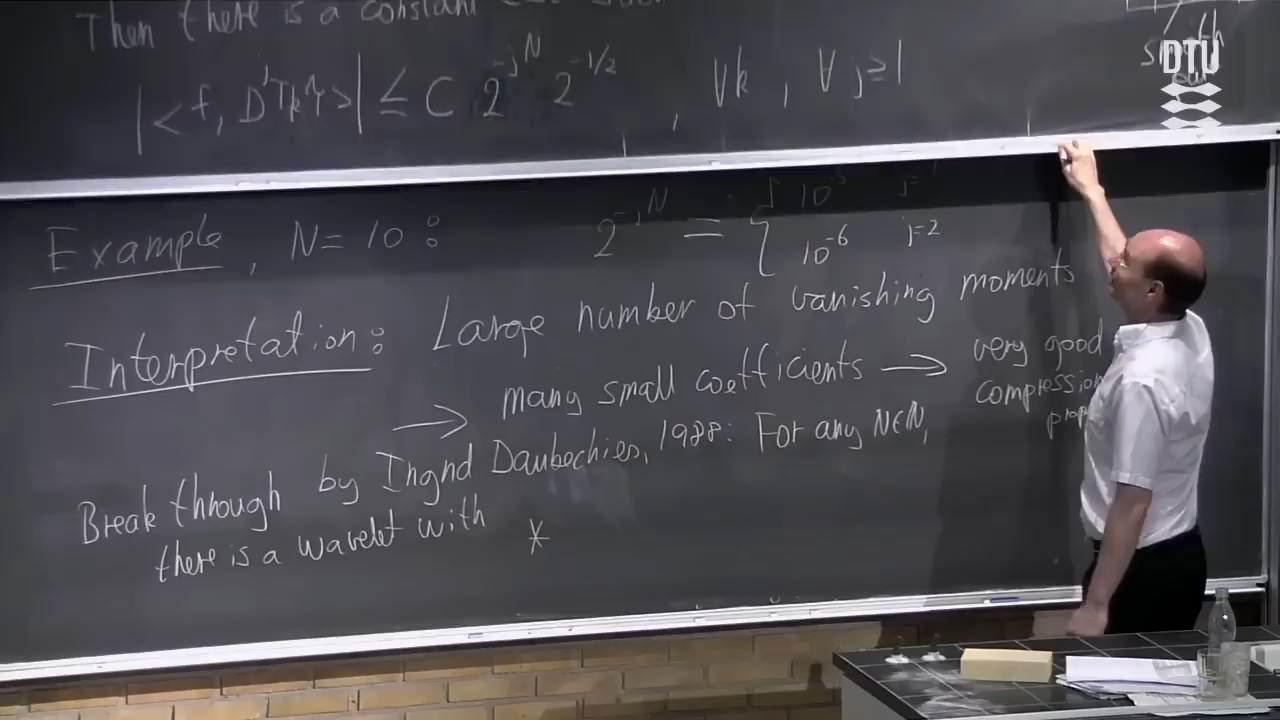 Then there is a constant
|<f, D^j T_k ψ~>| ≤ C 2^{-jN} 2^{-1/2} , ∀k , ∀ j≥1
DTU
Example, N=10 : 2^{-jN} = { 10^{-3} j=
10^{-6} j=2
Interpretation: Large number of vanishing moments
→ many small coefficients → very good
compression
prop
Break through by Ingrid Daubechies, 1988: For any N∈ℕ,
there is a wavelet with *